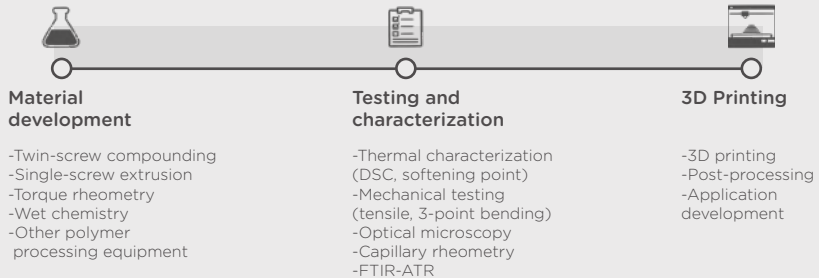 Material
development
-Twin-screw compounding
-Single-screw extrusion
-Torque rheometry
-Wet chemistry
-Other polymer
processing equipment
Testing and
characterization
-Thermal characterization
(DSC, softening point)
-Mechanical testing
(tensile, 3-point bending)
-Optical microscopy
-Capillary rheometry
-FTIR-ATR
3D Printing
-3D printing
-Post-processing
-Application
development